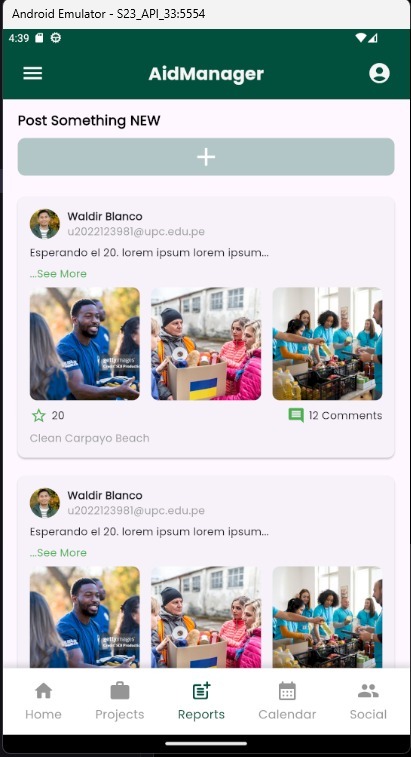 Android Emulator - S23_API_33:5554
4:39
AidManager
Post Something NEW
Waldir Blanco
u2022123981@upc.edu.pe
Esperando el 20. lorem ipsum lorem ipsum...
...See More
gettyimages
20
12 Comments
Clean Carpayo Beach
Waldir Blanco
u2022123981@upc.edu.pe
Esperando el 20. lorem ipsum lorem ipsum...
...See More
gettyimages
Home
Projects
Reports
Calendar
Social